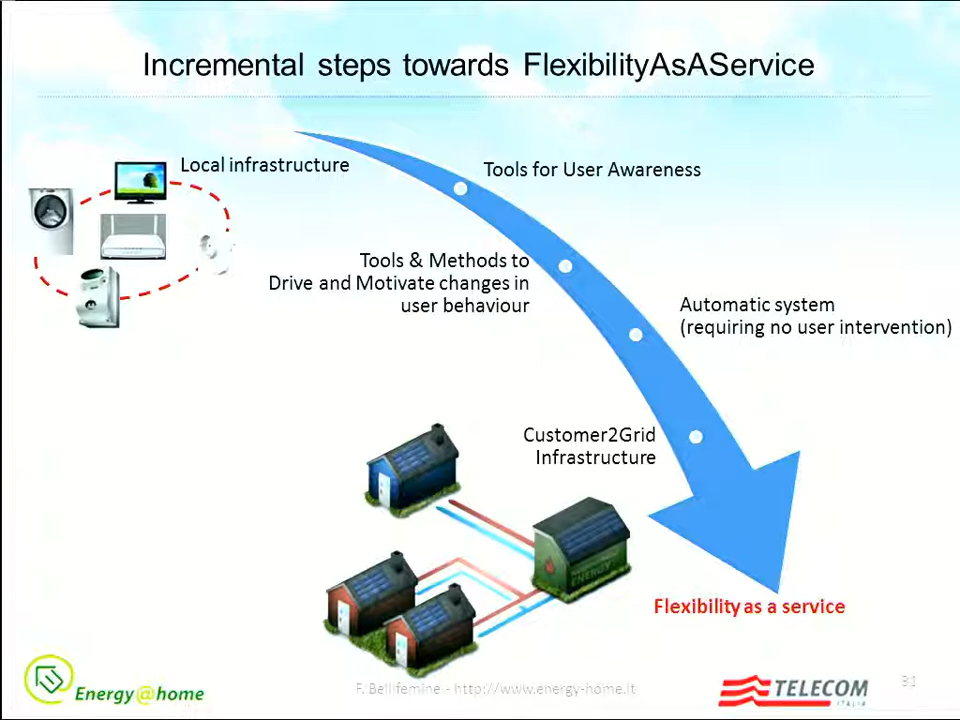 Incremental steps towards FlexibilityAsAService
Local infrastructure
Tools for User Awareness
Tools & Methods to
Drive and Motivate changes in
user behaviour
Automatic system
(requiring no user intervention)
Customer2Grid
Infrastructure
ENERGY
Flexibility as a service
Energy@home
F. Bellifemine - http://www.energy-home.it
TELECOM
ITALIA
31